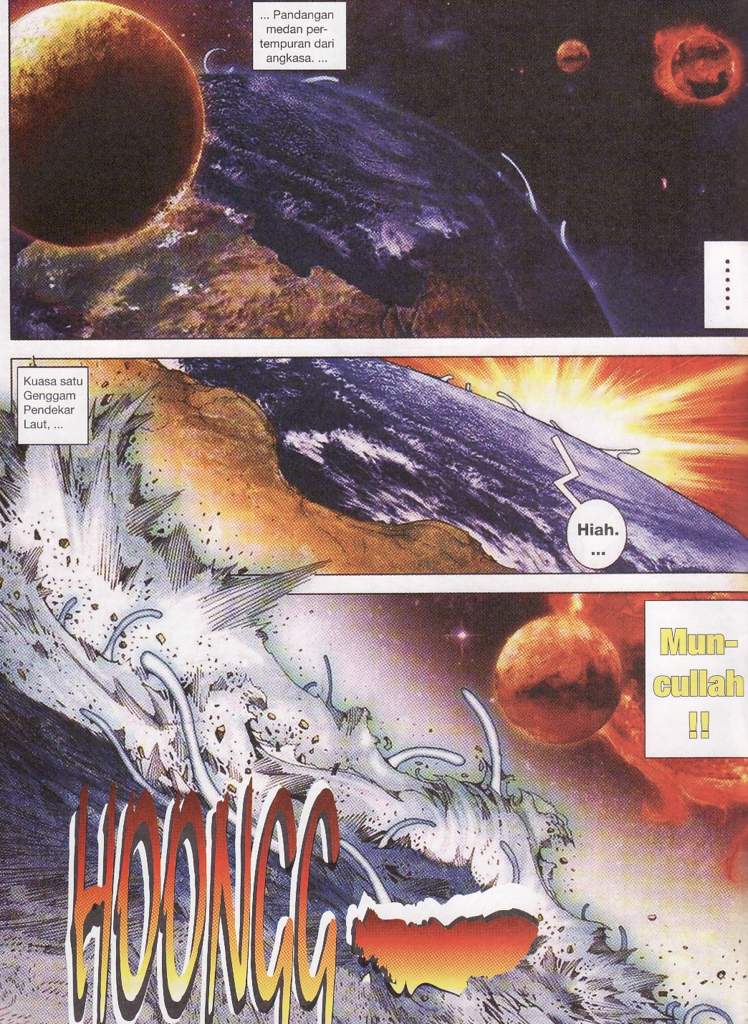 ... Pandangan
medan per-
tempuran dari
angkasa. ...
......
Kuasa satu
Genggam
Pendekar
Laut, ...
Hiah.
...
Mun-
cullah
!!
HOONGG